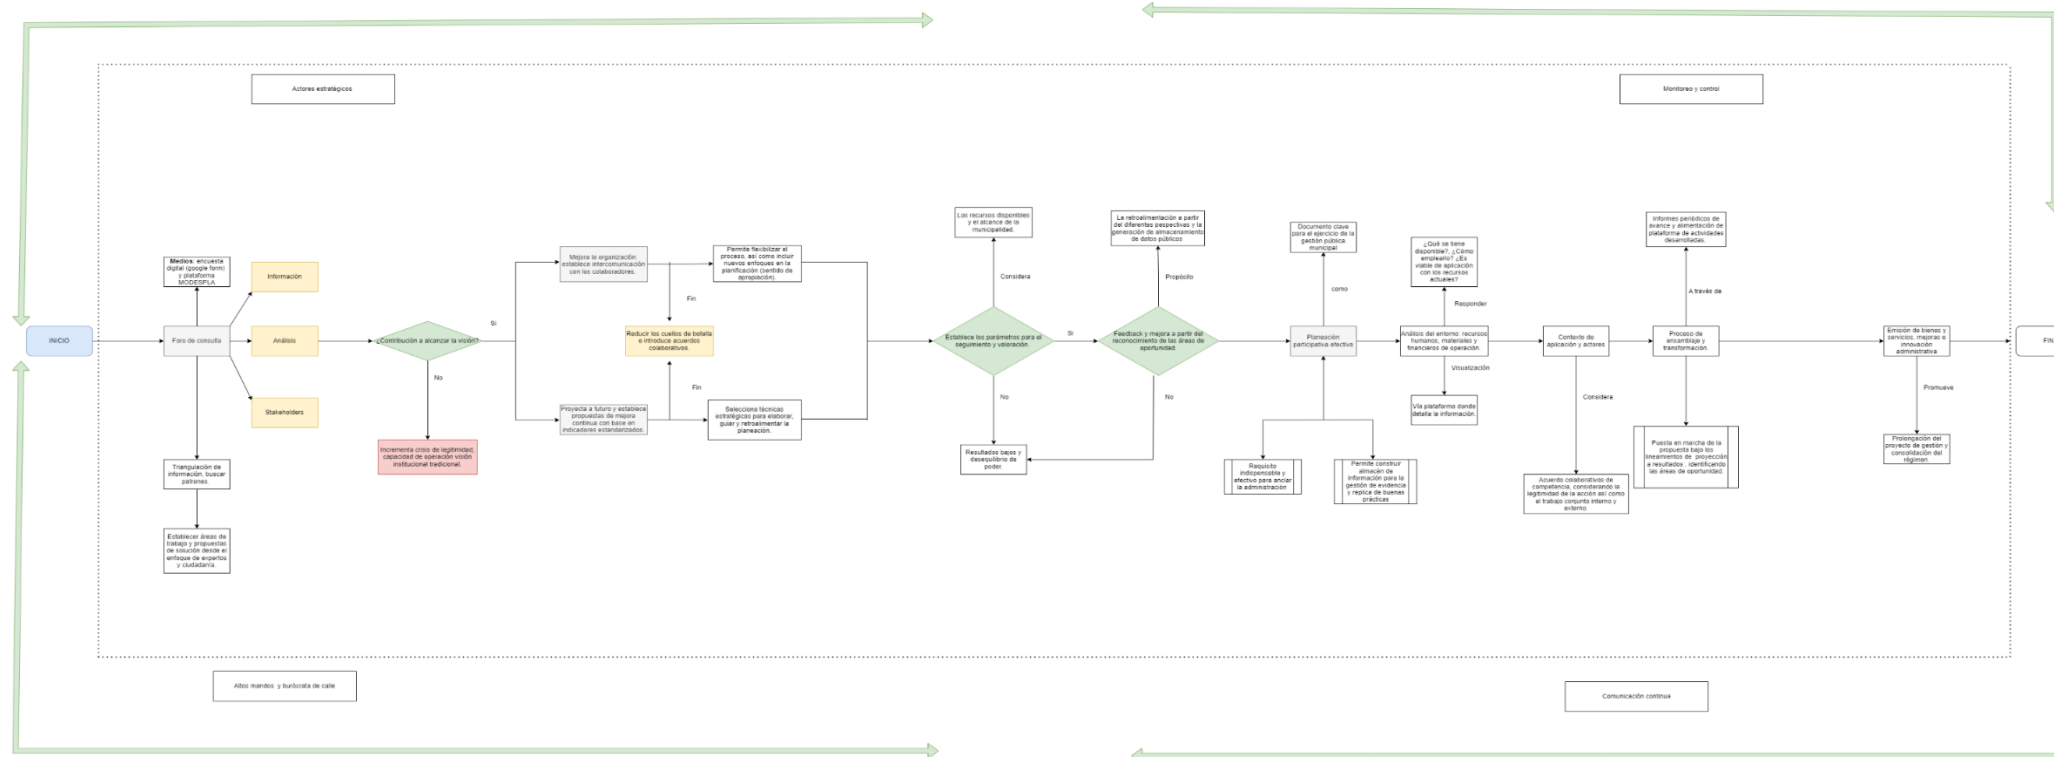 Actores estratégicos
Monitoreo y control
Los recursos disponibles
y el alcance de la
municipalidad.
La retroalimentación a partir
del diferentes pespectivas y la
generación de almacenamiento
de datos públicos
Documento clave
para el ejercicio de la
gestión pública
municipal
¿Qué se tiene
disponible?, ¿Cómo
emplearlo? ¿Es
viable de aplicación
con los recursos
actuales?
Informes periódicos de
avance y alimentación de
plataforma de actividades
desarrolladas.
Medios: encuesta
digital (google form)
y plataforma
MODESPLA
Información
Mejora la organización:
establece intercomunicación
con los colaboradores.
Permite flexibilizar el
proceso, así como incluir
nuevos enfoques en la
planificación (sentido de
apropiación).
Considera
Propósito
como
Responder
A través de
Fin
Si
INICIO
Foro de consulta
Análisis
¿Contribución a alcanzar la visión?
Reducir los cuellos de botella
e introduce acuerdos
colaborativos.
Establece los parámetros para el
seguimiento y valoración.
Si
Feedback y mejora a partir del
reconocimiento de las áreas de
oportunidad.
Planeación
participativa efectiva
Análisis del entorno: recursos
humanos, materiales y
financieros de operación.
Contexto de
aplicación y actores
Proceso de
ensamblaje y
transformación.
Emisión de bienes y
servicios, mejoras e
innovación
administrativa
FIN
No
Fin
Visualización
No
No
Considera
Promueve
Stakeholders
Proyecta a futuro y establece
propuestas de mejora
continua con base en
indicadores estandarizados.
Selecciona técnicas
estratégicas para elaborar,
guiar y retroalimentar la
planeación.
Vía plataforma donde
detalla la información.
Incrementa crisis de legitimidad,
capacidad de operación visión
institucional tradicional.
Resultados bajos y
desequilibrio de
poder.
Prolongación del
proyecto de gestión y
consolidación del
régimen.
Puesta en marcha de la
propuesta bajo los
lineamientos de proyección
a resultados , identificando
las áreas de oportunidad.
Triangulación de
información, buscar
patrones
Requisito
indispensable y
efectivo para anclar
la administración
Permite construir
almacén de
información para la
gestión de evidencia
y replica de buenas
prácticas
Acuerdo colaborativos de
competencia, considerando la
legitimidad de la acción así como
el trabajo conjunto interno y
externo
Establecer áreas de
trabajo y propuestas
de solución desde el
enfoque de expertos
y ciudadanía.
Altos mandos y burócrata de calle
Comunicación continua